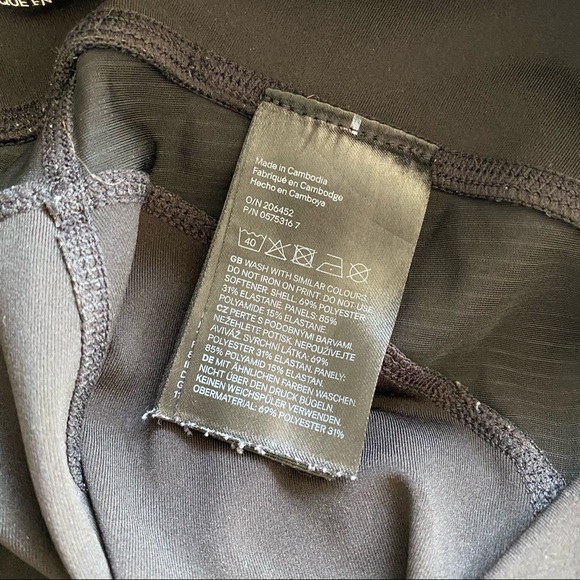 QUE EN
Made in Cambodia
Fabriqué en Cambodge
Hecho en Camboya
O/N 206452
P/N 0575316 7
40
GB WASH WITH SIMILAR COLOURS.
DO NOT IRON ON PRINT. DO NOT USE
SOFTENER. SHELL: 69% POLYESTER
31% ELASTANE. PANELS: 85%
POLYAMIDE 15% ELASTANE
CZ PERTE S PODOBNÝMI BARVAMI.
NEŽEHLETE POTISK. NEPOUŽÍVEJTE
AVIVÁŽ. SVRCHNÍ LÁTKA: 69%
POLYESTER 31% ELASTAN. PANELY:
85% POLYAMID 15% ELASTAN.
DE MIT ÄHNLICHEN FARBEN WASCHEN.
NICHT ÜBER DEN DRUCK BÜGELN.
KEINEN WEICHSPÜLER VERWENDEN.
OBERMATERIAL: 69% POLYESTER 31%